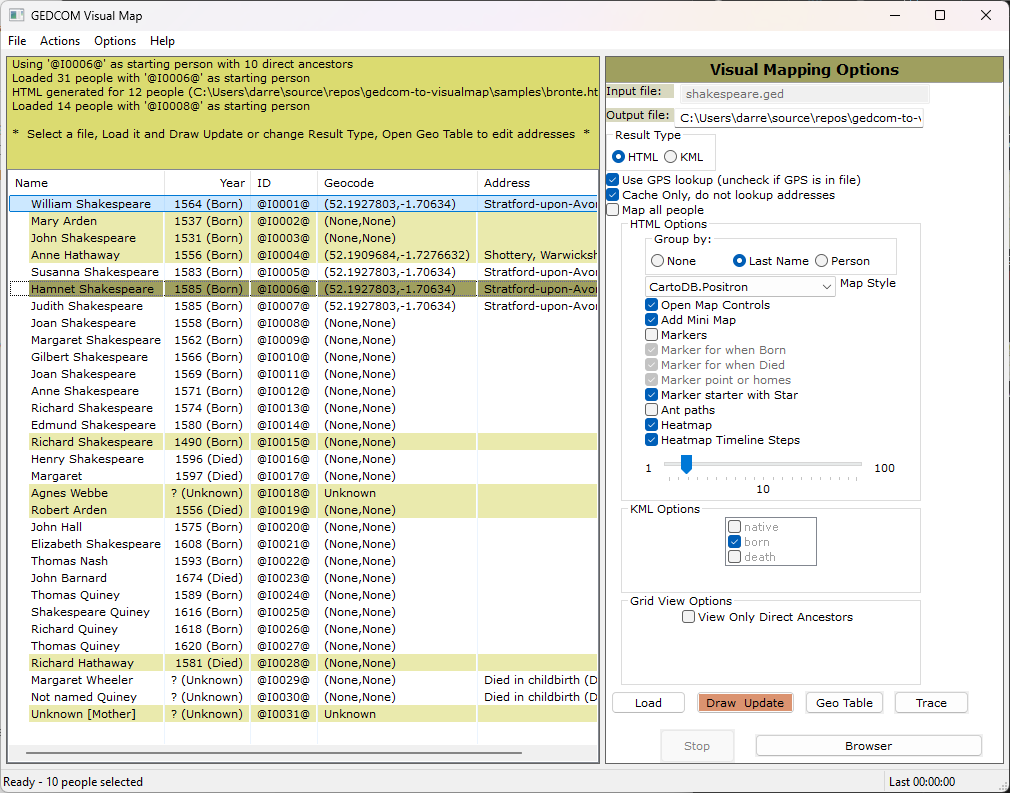 GEDCOM Visual Map
File Actions Options Help
Using '@I0006@' as starting person with 10 direct ancestors
Loaded 31 people with '@I0006@' as starting person
HTML generated for 12 people (C:\Users\darre\source\repos\gedcom-to-visualmap\samples\bronte.ht
Loaded 14 people with '@I0008@' as starting person
* Select a file, Load it and Draw Update or change Result Type, Open Geo Table to edit addresses *
Name Year ID Geocode Address
William Shakespeare 1564 (Born) @I0001@ (52.1927803,-1.70634) Stratford-upon-Avo
Mary Arden 1537 (Born) @I0002@ (None,None)
John Shakespeare 1531 (Born) @I0003@ (None,None)
Anne Hathaway 1556 (Born) @I0004@ (52.1909684,-1.7276632) Shottery, Warwicksh
Susanna Shakespeare 1583 (Born) @I0005@ (52.1927803,-1.70634) Stratford-upon-Avo
Hamnet Shakespeare 1585 (Born) @I0006@ (52.1927803,-1.70634) Stratford-upon-Avo
Judith Shakespeare 1585 (Born) @I0007@ (52.1927803,-1.70634) Stratford-upon-Avo
Joan Shakespeare 1558 (Born) @I0008@ (None,None)
Margaret Shakespeare 1562 (Born) @I0009@ (None,None)
Gilbert Shakespeare 1566 (Born) @I0010@ (None,None)
Joan Shakespeare 1569 (Born) @I0011@ (None,None)
Anne Shakespeare 1571 (Born) @I0012@ (None,None)
Richard Shakespeare 1574 (Born) @I0013@ (None,None)
Edmund Shakespeare 1580 (Born) @I0014@ (None,None)
Richard Shakespeare 1490 (Born) @I0015@ (None,None)
Henry Shakespeare 1596 (Died) @I0016@ (None,None)
Margaret 1597 (Died) @I0017@ (None,None)
Agnes Webbe ? (Unknown) @I0018@ Unknown
Robert Arden 1556 (Died) @I0019@ (None,None)
John Hall 1575 (Born) @I0020@ (None,None)
Elizabeth Shakespeare 1608 (Born) @I0021@ (None,None)
Thomas Nash 1593 (Born) @I0022@ (None,None)
John Barnard 1674 (Died) @I0023@ (None,None)
Thomas Quiney 1589 (Born) @I0024@ (None,None)
Shakespeare Quiney 1616 (Born) @I0025@ (None,None)
Richard Quiney 1618 (Born) @I0026@ (None,None)
Thomas Quiney 1620 (Born) @I0027@ (None,None)
Richard Hathaway 1581 (Died) @I0028@ (None,None)
Margaret Wheeler ? (Unknown) @I0029@ (None,None) Died in childbirth (D
Not named Quiney ? (Unknown) @I0030@ (None,None) Died in childbirth (D
Unknown [Mother] ? (Unknown) @I0031@ Unknown
Visual Mapping Options
Input file: shakespeare.ged
Output file: C:\Users\darre\source\repos\gedcom-to-v
Result Type
HTML KML
Use GPS lookup (uncheck if GPS is in file)
Cache Only, do not lookup addresses
Map all people
HTML Options
Group by:
None Last Name Person
CartoDB.Positron Map Style
Open Map Controls
Add Mini Map
Markers
Marker for when Born
Marker for when Died
Marker point or homes
Marker starter with Star
Ant paths
Heatmap
Heatmap Timeline Steps
1 100
10
KML Options
native
born
death
Grid View Options
View Only Direct Ancestors
Load Draw Update Geo Table Trace
Stop Browser
Ready - 10 people selected Last 00:00:00